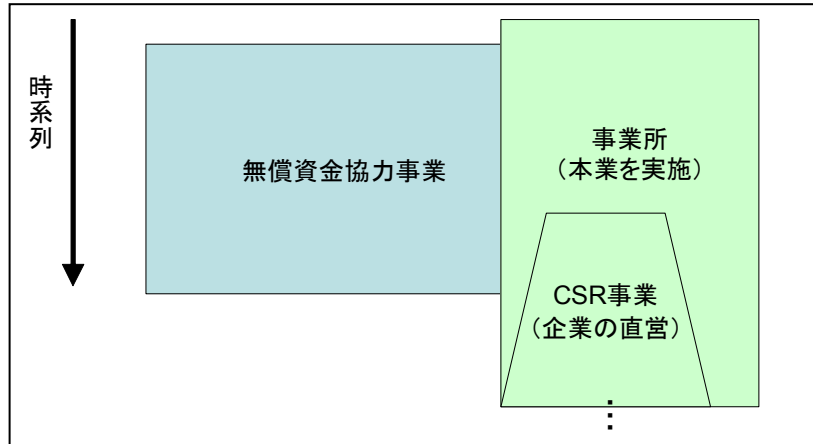 時系列
無償資金協力事業
事業所
（本業を実施）
CSR事業
（企業の直営）
⋮